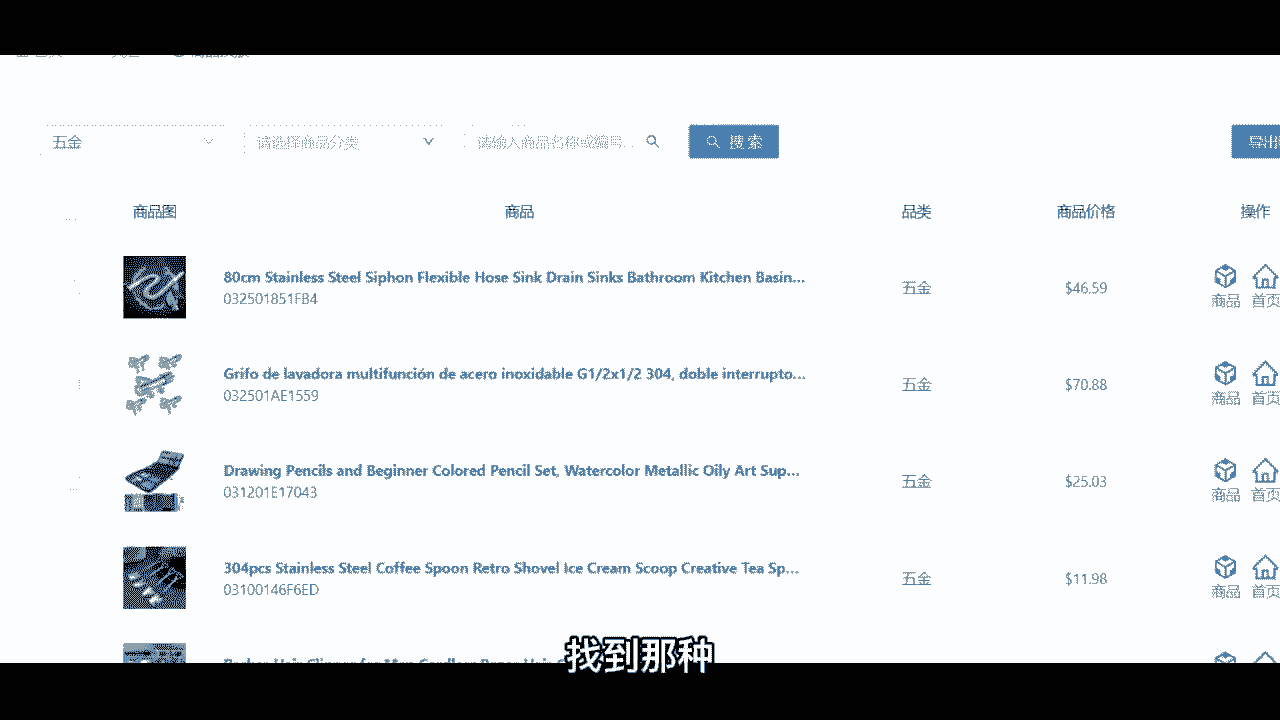 五金
请选择商品分类
请输入商品名称或编号...
搜索
导出
商品图
商品
品类
商品价格
操作
80cm Stainless Steel Siphon Flexible Hose Sink Drain Sinks Bathroom Kitchen Basin...
032501851FB4
五金
$46.59
商品
首页
Grifo de lavadora multifunción de acero inoxidable G1/2x1/2 304, doble interrupto...
032501AE1559
五金
$70.88
商品
首页
Drawing Pencils and Beginner Colored Pencil Set, Watercolor Metallic Oily Art Sup...
031201E17043
五金
$25.03
商品
首页
304pcs Stainless Steel Coffee Spoon Retro Shovel Ice Cream Scoop Creative Tea Sp...
03100146F6ED
五金
$11.98
商品
首页
找到那种